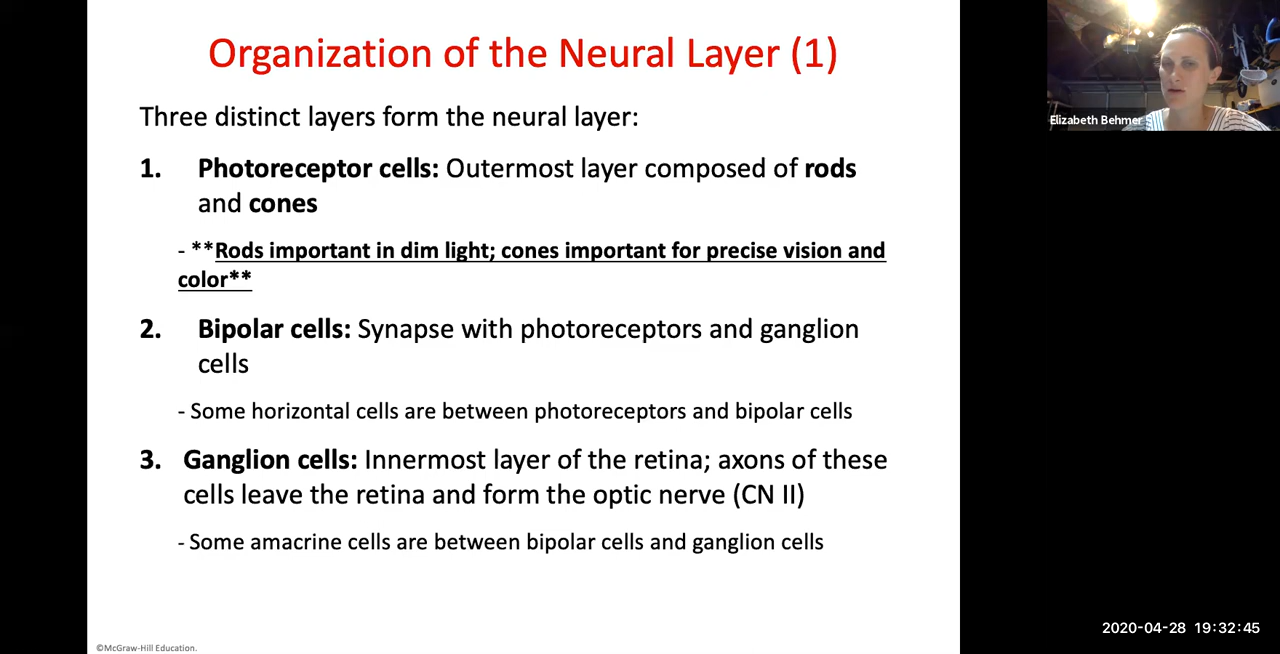 Organization of the Neural Layer (1)
Three distinct layers form the neural layer:
1. Photoreceptor cells: Outermost layer composed of rods
and cones
- **Rods important in dim light; cones important for precise vision and
color**
2. Bipolar cells: Synapse with photoreceptors and ganglion
cells
- Some horizontal cells are between photoreceptors and bipolar cells
3. Ganglion cells: Innermost layer of the retina; axons of these
cells leave the retina and form the optic nerve (CN II)
- Some amacrine cells are between bipolar cells and ganglion cells
©McGraw-Hill Education.
Elizabeth Behmer
2020-04-28 19:32:45